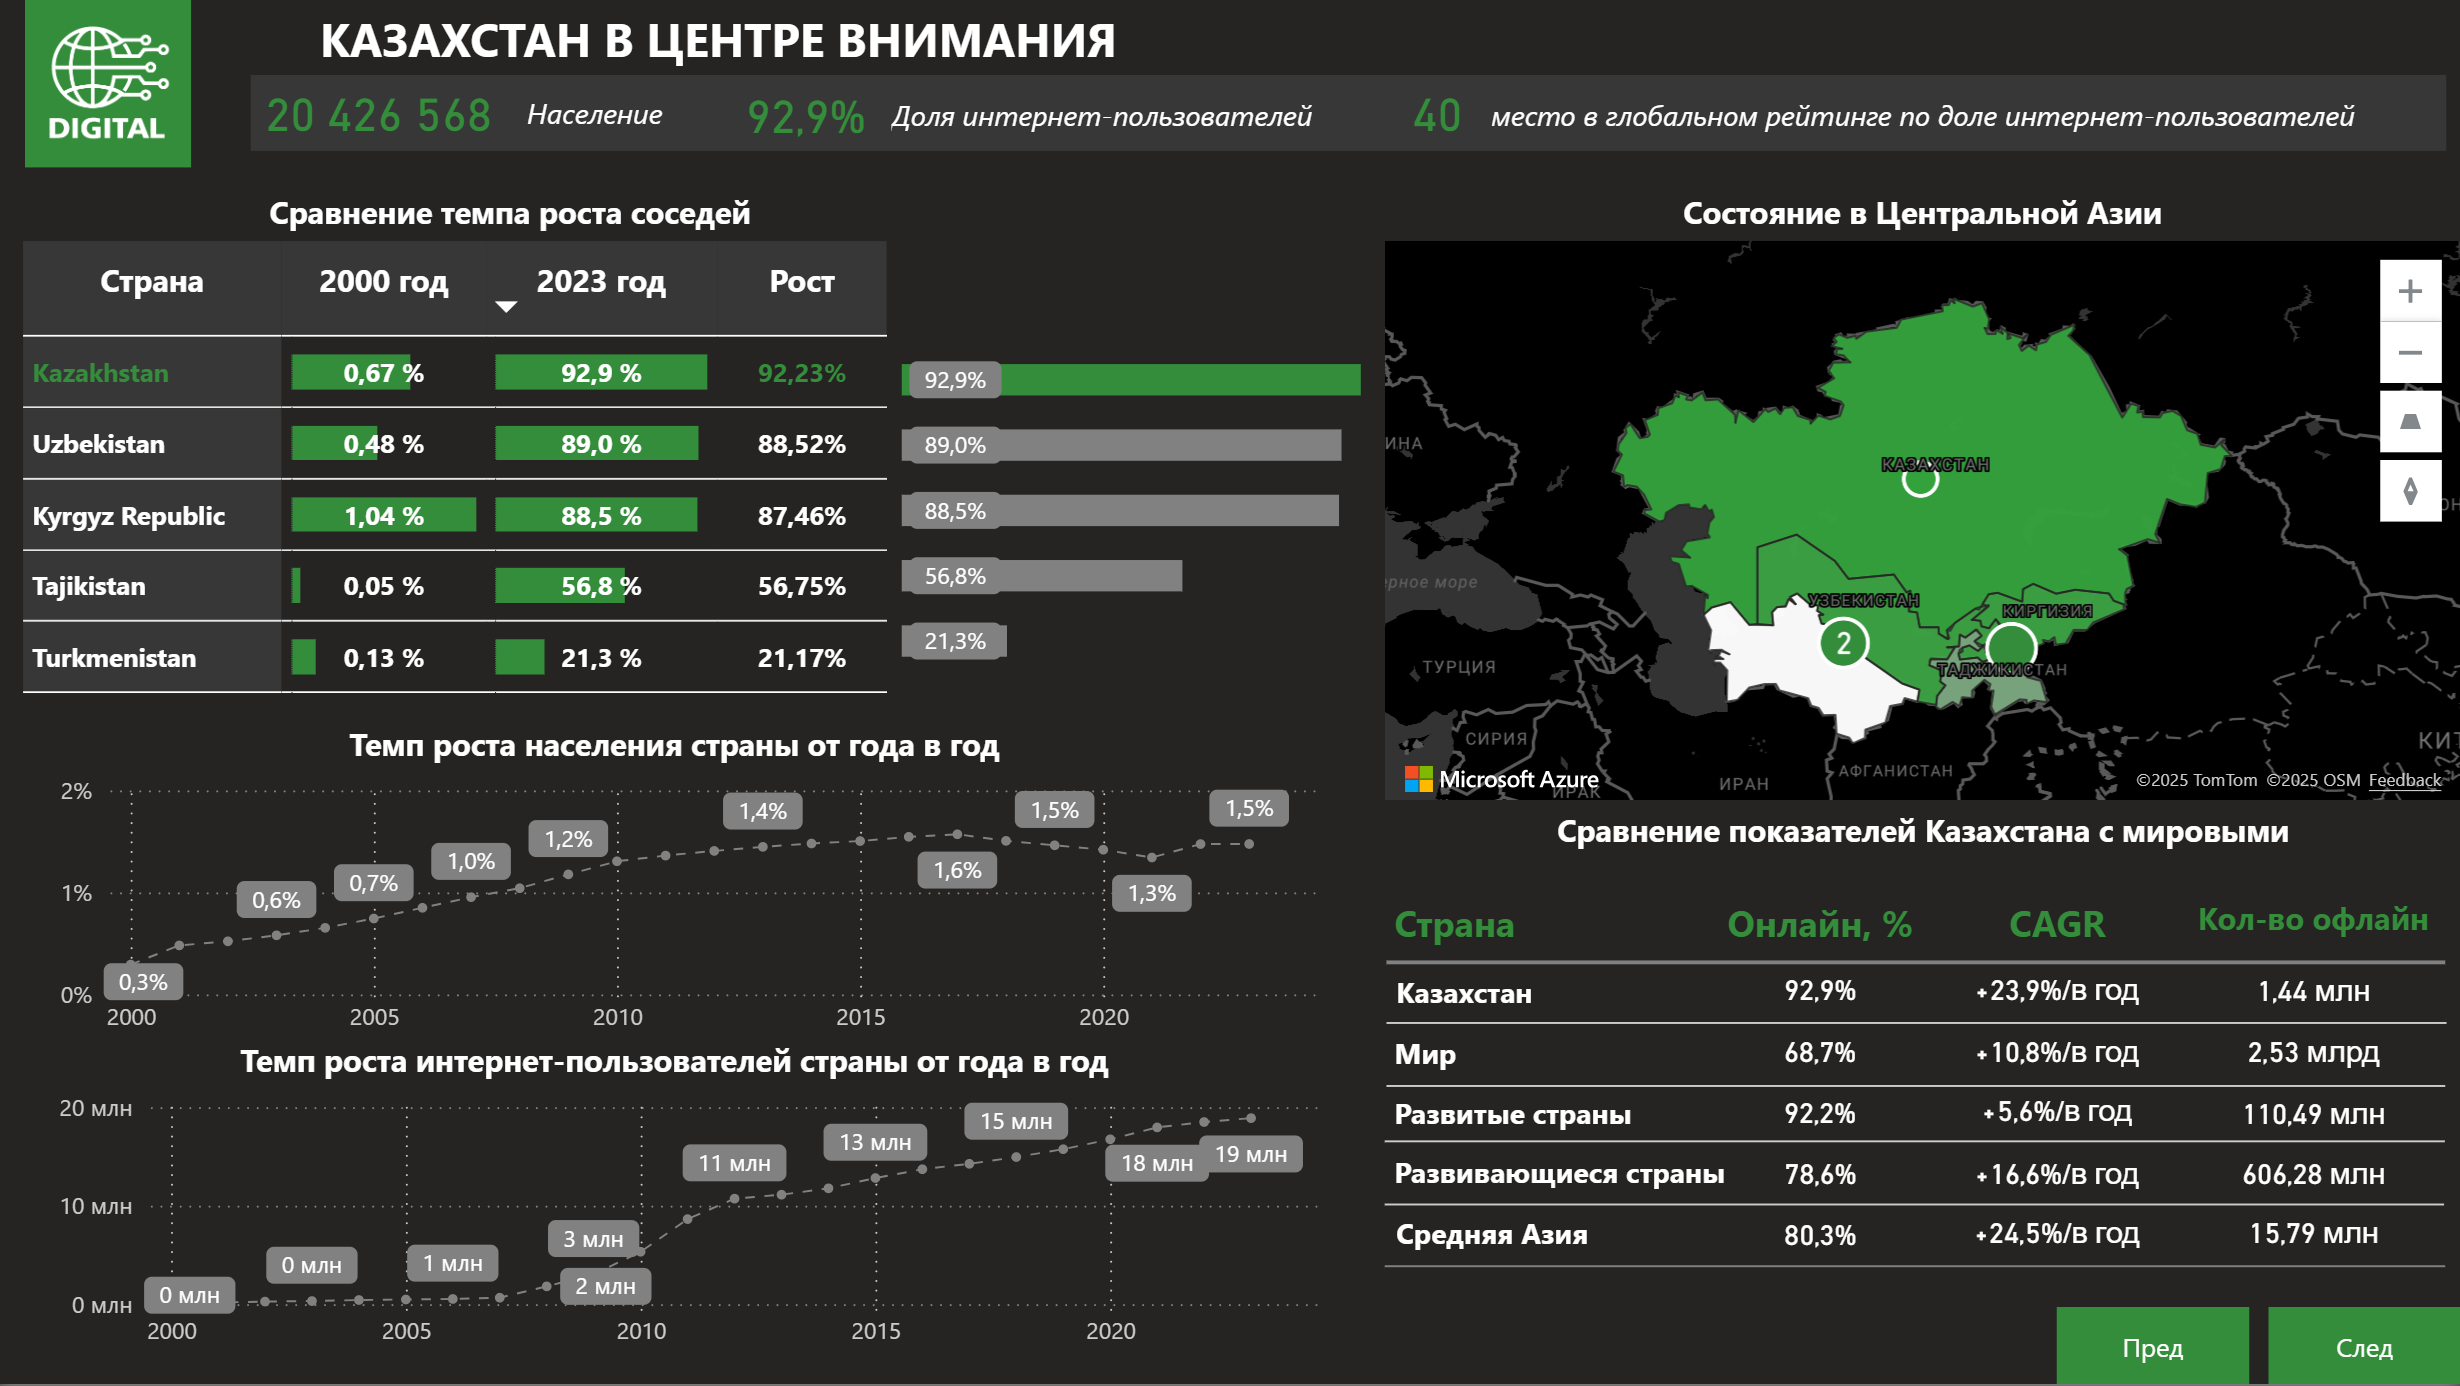 DIGITAL
КАЗАХСТАН В ЦЕНТРЕ ВНИМАНИЯ
20 426 568 Население 92,9% Доля интернет-пользователей 40 место в глобальном рейтинге по доле интернет-пользователей
Сравнение темпа роста соседей
Страна 2000 год 2023 год Рост
Kazakhstan 0,67 % 92,9 % 92,23%
Uzbekistan 0,48 % 89,0 % 88,52%
Kyrgyz Republic 1,04 % 88,5 % 87,46%
Tajikistan 0,05 % 56,8 % 56,75%
Turkmenistan 0,13 % 21,3 % 21,17%
92,9%
89,0%
88,5%
56,8%
21,3%
Состояние в Центральной Азии
ИНА
КАЗАХСТАН
ерное море
УЗБЕКИСТАН
КИРГИЗИЯ
2
ТАДЖИКИСТАН
ТУРЦИЯ
СИРИЯ
КИТ
АФГАНИСТАН
ИРАН
ИРАК
Microsoft Azure
©2025 TomTom ©2025 OSM Feedback
Темп роста населения страны от года в год
2%
1%
0%
0,3%
0,6%
0,7%
1,0%
1,2%
1,4%
1,6%
1,5%
1,3%
1,5%
2000 2005 2010 2015 2020
Темп роста интернет-пользователей страны от года в год
20 млн
10 млн
0 млн
0 млн
0 млн
1 млн
2 млн
3 млн
11 млн
13 млн
15 млн
18 млн
19 млн
2000 2005 2010 2015 2020
Сравнение показателей Казахстана с мировыми
Страна Онлайн, % CAGR Кол-во офлайн
Казахстан 92,9% +23,9%/в год 1,44 млн
Мир 68,7% +10,8%/в год 2,53 млрд
Развитые страны 92,2% +5,6%/в год 110,49 млн
Развивающиеся страны 78,6% +16,6%/в год 606,28 млн
Средняя Азия 80,3% +24,5%/в год 15,79 млн
Пред След